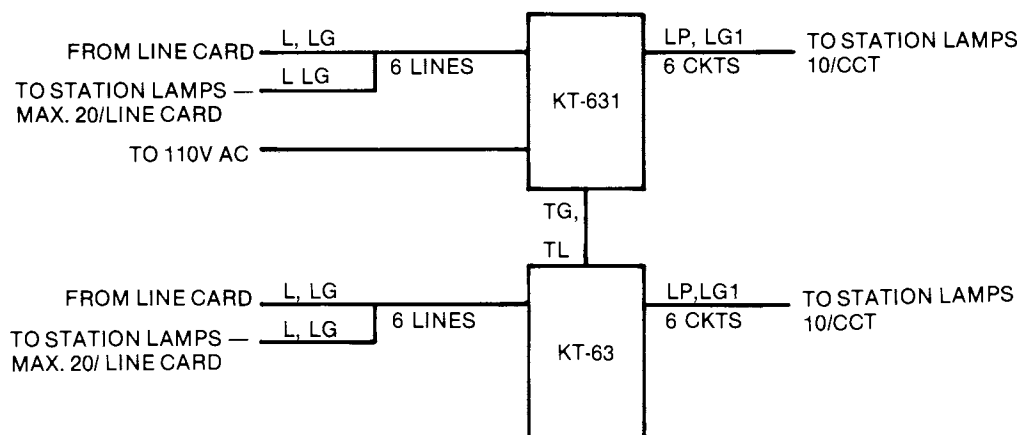 FROM LINE CARD
L, LG
6 LINES
TO STATION LAMPS —
MAX. 20/LINE CARD
L LG
TO 110V AC
KT-631
LP, LG1
6 CKTS
TO STATION LAMPS
10/CCT
TG,
TL
FROM LINE CARD
L, LG
6 LINES
TO STATION LAMPS —
MAX. 20/ LINE CARD
L, LG
KT-63
LP,LG1
6 CKTS
TO STATION LAMPS
10/CCT